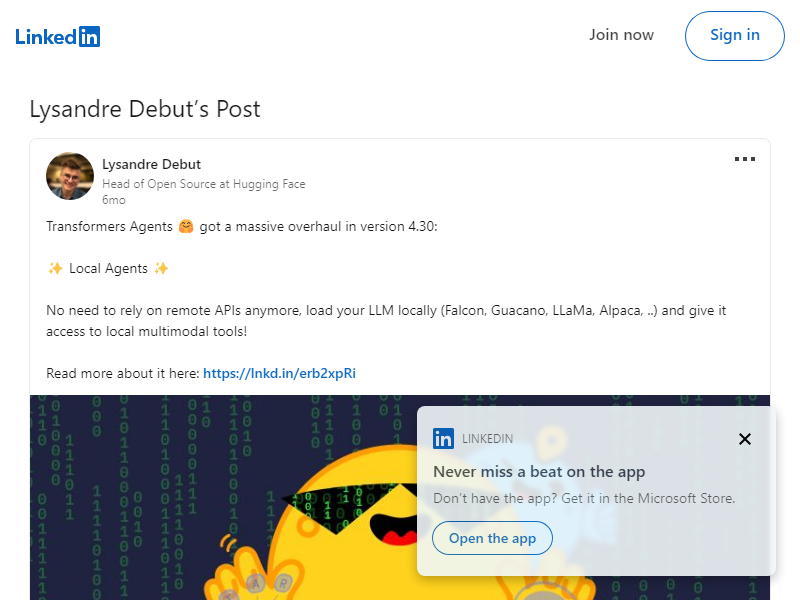 LinkedIn
Join now
Sign in
Lysandre Debut’s Post
Lysandre Debut
Head of Open Source at Hugging Face
6mo
Transformers Agents 🤗 got a massive overhaul in version 4.30:
✨ Local Agents ✨
No need to rely on remote APIs anymore, load your LLM locally (Falcon, Guacano, LLaMa, Alpaca, ..) and give it
access to local multimodal tools!
Read more about it here: https://lnkd.in/erb2xpRi
in LINKEDIN
Never miss a beat on the app
Don’t have the app? Get it in the Microsoft Store.
Open the app